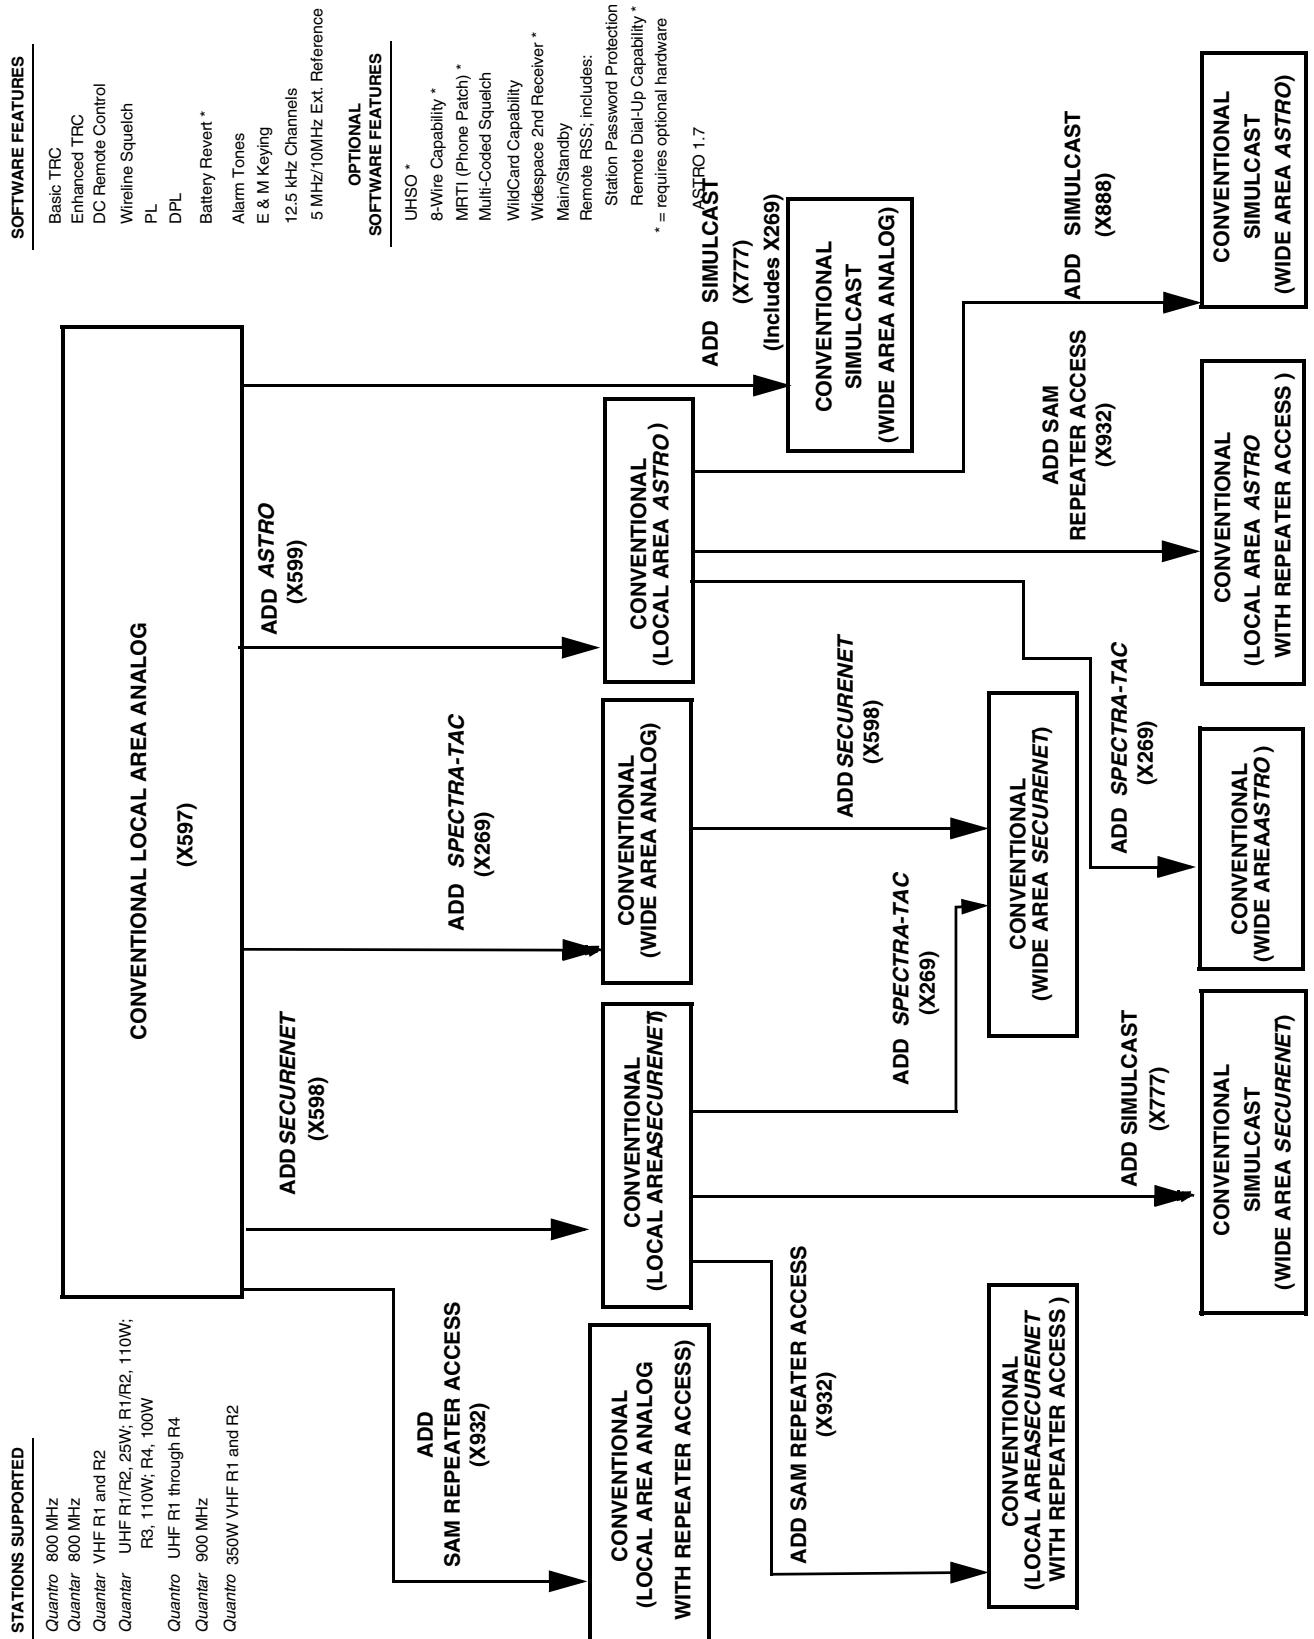 STATIONS SUPPORTED
Quantro 800 MHz
Quantar 800 MHz
Quantar VHF R1 and R2
Quantar UHF R1/R2, 25W; R1/R2, 110W;
R3, 110W; R4, 100W
Quantro UHF R1 through R4
Quantar 900 MHz
Quantro 350W VHF R1 and R2
CONVENTIONAL LOCAL AREA ANALOG
(X597)
SOFTWARE FEATURES
Basic TRC
Enhanced TRC
DC Remote Control
Wireline Squelch
PL
DPL
Battery Revert *
Alarm Tones
E & M Keying
12.5 kHz Channels
5 MHz/10MHz Ext. Reference
OPTIONAL
SOFTWARE FEATURES
UHSO *
8-Wire Capability *
MRTI (Phone Patch) *
Multi-Coded Squelch
WildCard Capability
Widespace 2nd Receiver *
Main/Standby
Remote RSS; includes:
Station Password Protection
Remote Dial-Up Capability *
* = requires optional hardware
ASTRO 1.7
ADD
SAM REPEATER ACCESS
(X932)
ADD SECURENET
(X598)
ADD SPECTRA-TAC
(X269)
ADD ASTRO
(X599)
ADD SIMULCAST
(X777)
(Includes X269)
CONVENTIONAL
(LOCAL AREA ANALOG
WITH REPEATER ACCESS)
CONVENTIONAL
(LOCAL AREASECURENET)
CONVENTIONAL
(WIDE AREA ANALOG)
CONVENTIONAL
(LOCAL AREA ASTRO )
CONVENTIONAL
SIMULCAST
(WIDE AREA ANALOG)
ADD SAM REPEATER ACCESS
(X932)
ADD SPECTRA-TAC
(X269)
ADD SECURENET
(X598)
CONVENTIONAL
(LOCAL AREASECURENET
WITH REPEATER ACCESS )
CONVENTIONAL
(WIDE AREA SECURENET)
ADD SIMULCAST
(X777)
ADD SPECTRA-TAC
(X269)
ADD SAM
REPEATER ACCESS
(X932)
ADD SIMULCAST
(X888)
CONVENTIONAL
SIMULCAST
(WIDE AREA SECURENET)
CONVENTIONAL
(WIDE AREAASTRO )
CONVENTIONAL
(LOCAL AREA ASTRO
WITH REPEATER ACCESS )
CONVENTIONAL
SIMULCAST
(WIDE AREA ASTRO)